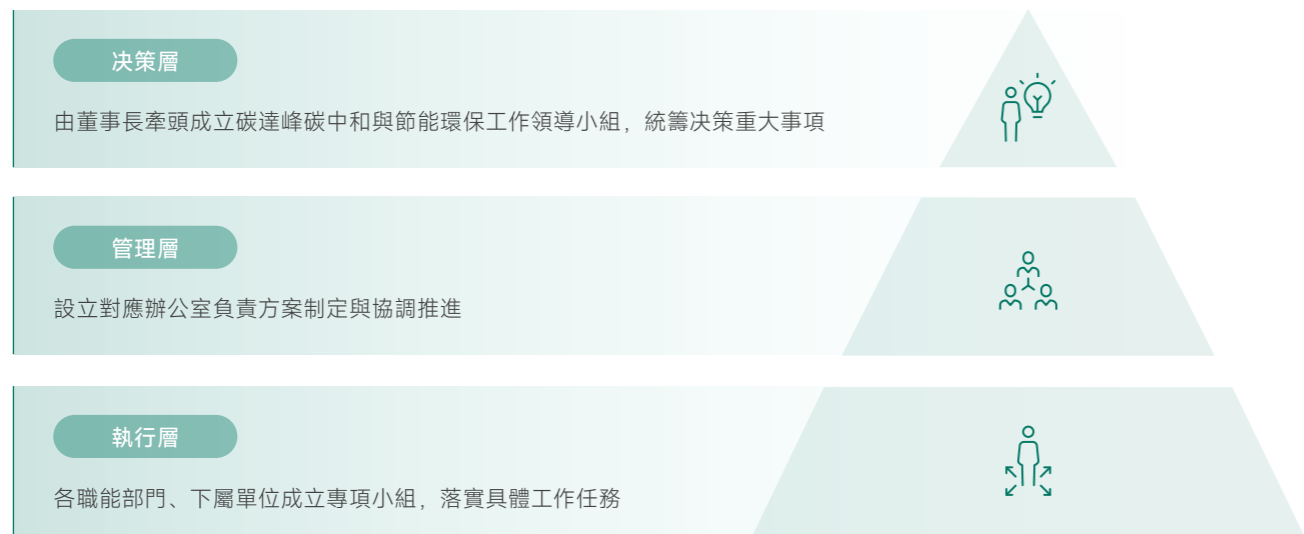 决策層
由董事長牽頭成立碳達峰碳中和與節能環保工作領導小組，統籌决策重大事項
管理層
設立對應辦公室負責方案制定與協調推進
執行層
各職能部門、下屬單位成立專項小組，落實具體工作任務